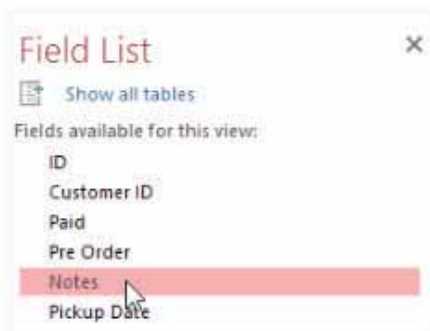 Field List
Show all tables
Fields available for this view:
ID
Customer ID
Paid
Pre Order
Notes
Pickup Date